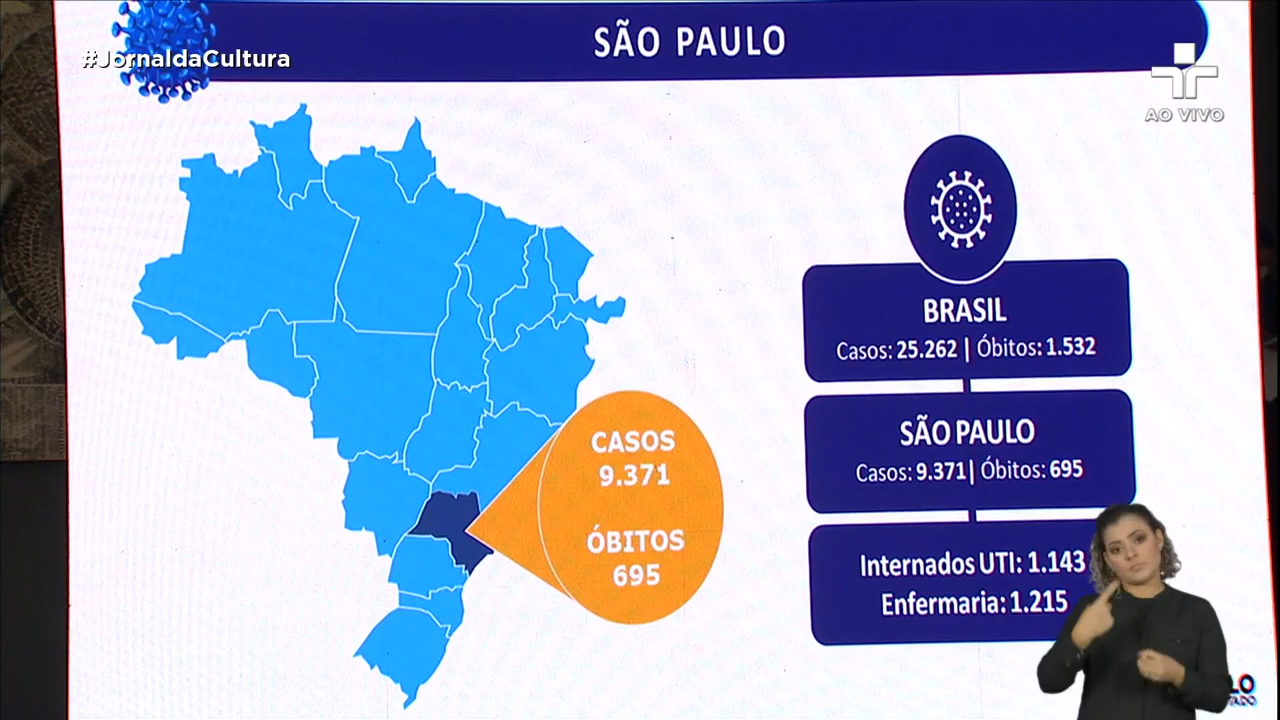 SÃO PAULO
#JornaldaCultura
AO VIVO
BRASIL
Casos: 25.262 | Óbitos: 1.532
SÃO PAULO
Casos: 9.371| Óbitos: 695
CASOS
9.371
ÓBITOS
695
Internados UTI: 1.143
Enfermaria: 1.215